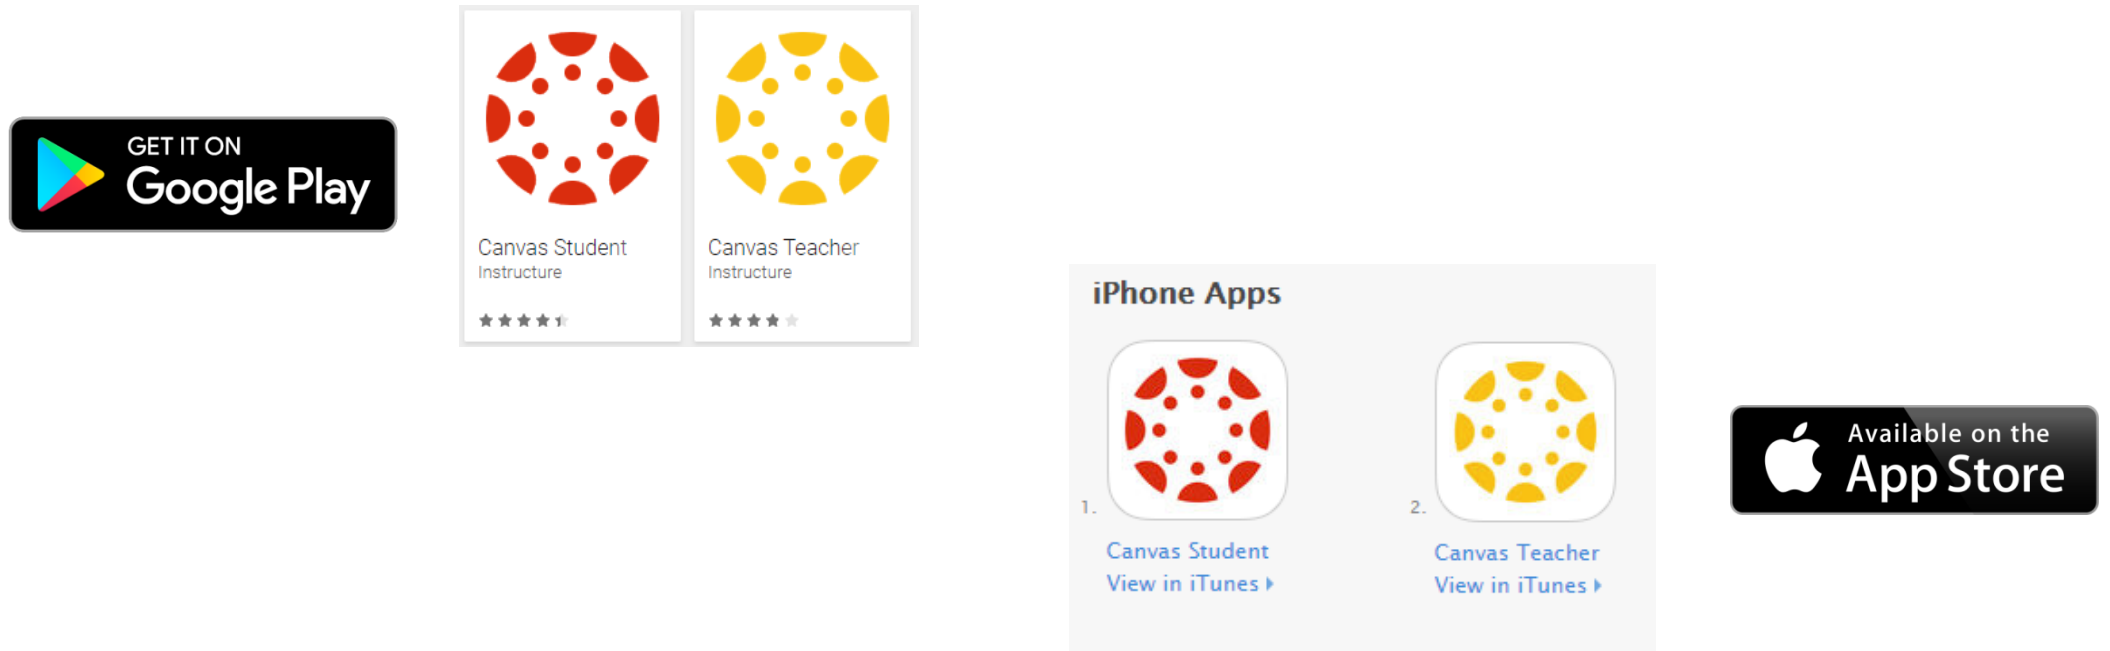 GET IT ON
Google Play
Canvas Student
Instructure
Canvas Teacher
Instructure
iPhone Apps
1.
Canvas Student
View in iTunes
2.
Canvas Teacher
View in iTunes
Available on the
App Store